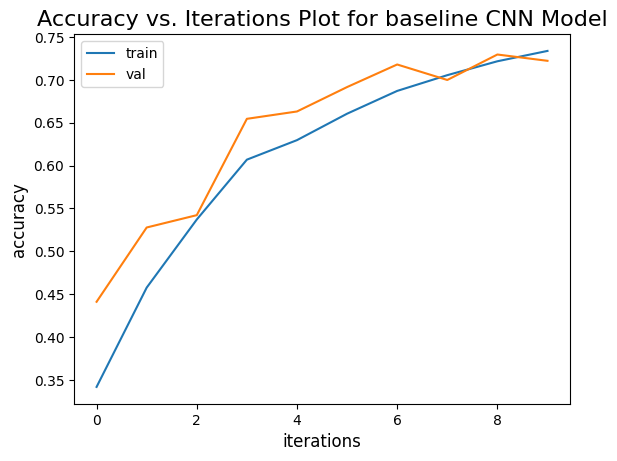 Accuracy vs. Iterations Plot for baseline CNN Model
train
val
0.75
0.70
0.65
0.60
0.55
0.50
0.45
0.40
0.35
accuracy
0 2 4 6 8
iterations